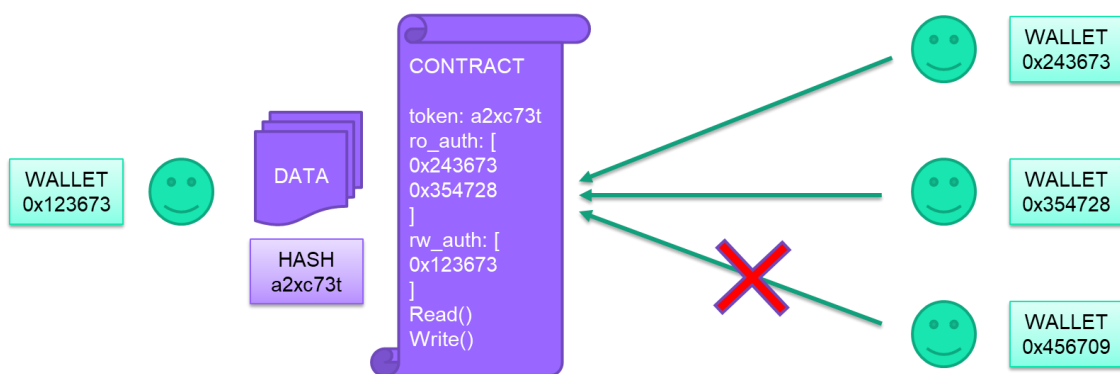 WALLET
0x123673
DATA
HASH
a2xc73t
CONTRACT
token: a2xc73t
ro_auth: [
0x243673
0x354728
]
rw_auth: [
0x123673
]
Read()
Write()
WALLET
0x243673
WALLET
0x354728
WALLET
0x456709